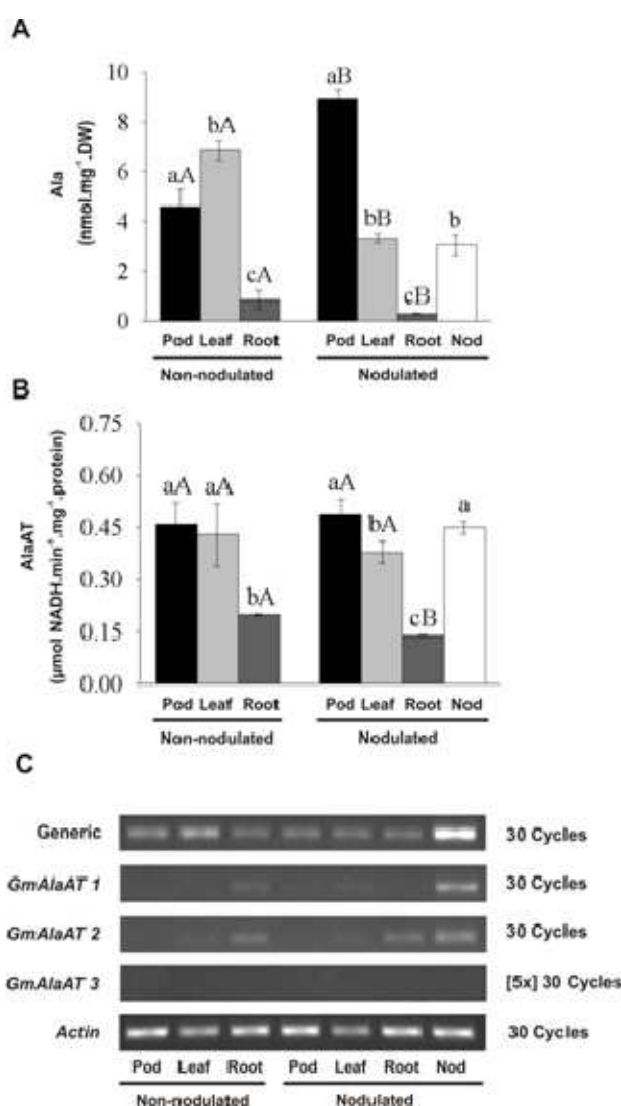 A
Ala
(nmol.mg⁻¹.DW)
10
8
6
4
2
0
aA
bA
cA
aB
bB
cB
b
Pod Leaf Root Pod Leaf Root Nod
Non-nodulated Nodulated
B
AlaAT
(µmol NADH.min⁻¹.mg⁻¹.protein)
0.75
0.60
0.45
0.30
0.15
0.00
aA aA
bA
aA
bA
cB
a
Pod Leaf Root Pod Leaf Root Nod
Non-nodulated Nodulated
C
Generic 30 Cycles
GmAlaAT 1 30 Cycles
GmAlaAT 2 30 Cycles
GmAlaAT 3 [5x] 30 Cycles
Actin 30 Cycles
Pod Leaf Root Pod Leaf Root Nod
Non-nodulated Nodulated